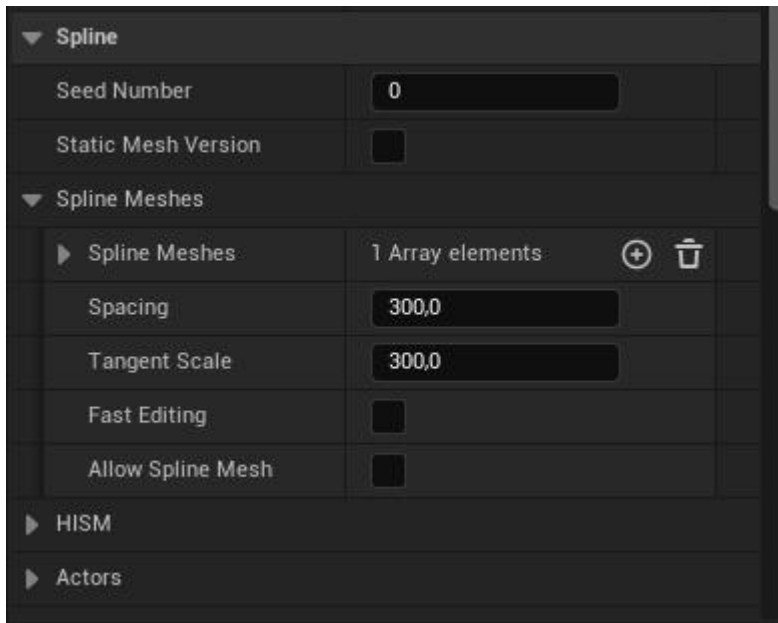 Spline
Seed Number 0
Static Mesh Version
Spline Meshes
Spline Meshes 1 Array elements
Spacing 300,0
Tangent Scale 300,0
Fast Editing
Allow Spline Mesh
HISM
Actors